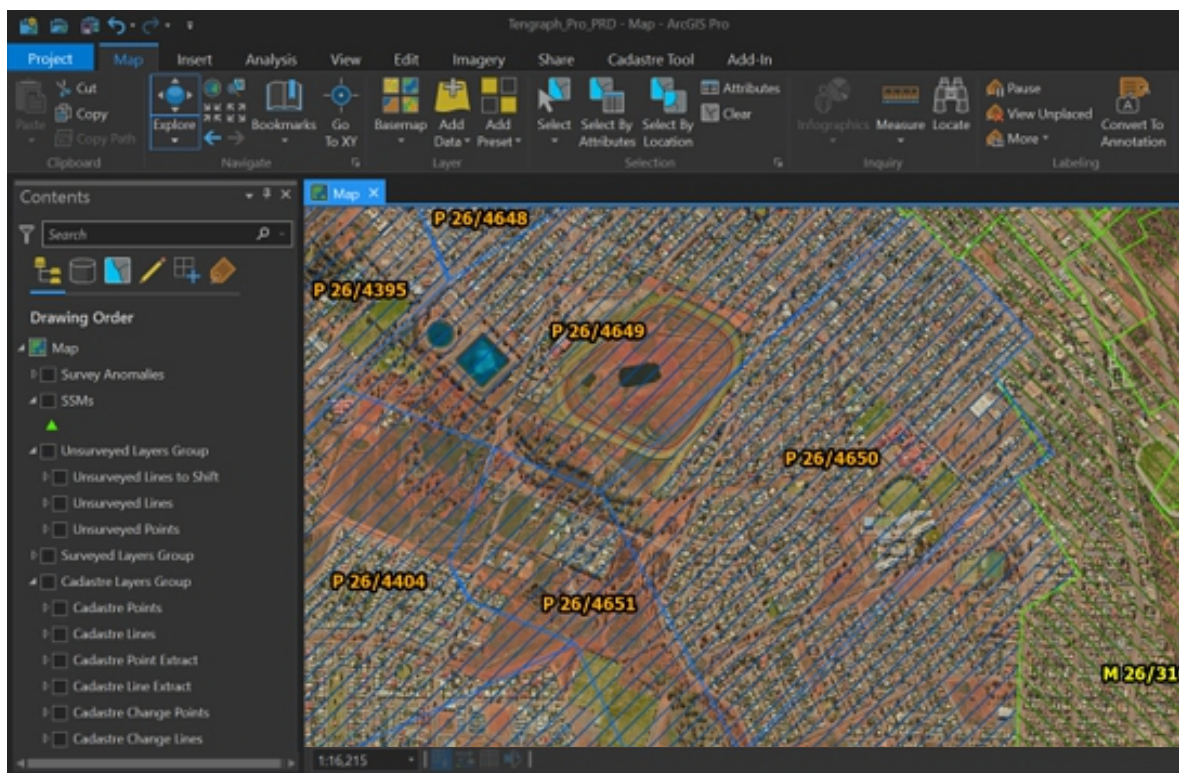 Tengraph_Pro_PRD - Map - ArcGIS Pro
Project Map Insert Analysis View Edit Imagery Share Cadastre Tool Add-In
Paste
Cut
Copy
Copy Path
Clipboard
Explore
Bookmarks
Go To XY
Navigate
Basemap
Add Data
Add Preset
Layer
Select
Select By Attributes
Select By Location
Attributes
Clear
Selection
Infographics
Measure
Locate
Inquiry
Pause
View Unplaced
More
Convert To Annotation
Labeling
Contents
Search
Drawing Order
Map
Survey Anomalies
SSMs
Unsurveyed Layers Group
Unsurveyed Lines to Shift
Unsurveyed Lines
Unsurveyed Points
Surveyed Layers Group
Cadastre Layers Group
Cadastre Points
Cadastre Lines
Cadastre Point Extract
Cadastre Line Extract
Cadastre Change Points
Cadastre Change Lines
Map
P 26/4648
P 26/4395
P 26/4649
P 26/4650
P 26/4404
P 26/4651
M 26/31
1:16,215